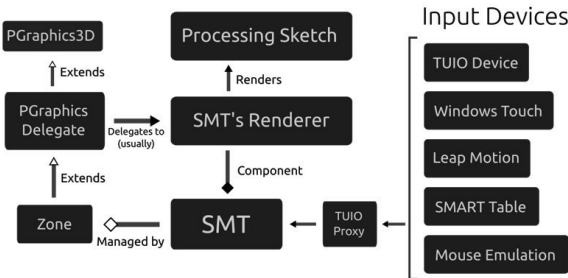 Input Devices
PGraphics3D
Processing Sketch
TUIO Device
Extends
Renders
PGraphics
Delegate
Delegates to
(usually)
SMT's Renderer
Windows Touch
Leap Motion
Extends
Component
Zone
Managed by
SMT
TUIO
Proxy
SMART Table
Mouse Emulation